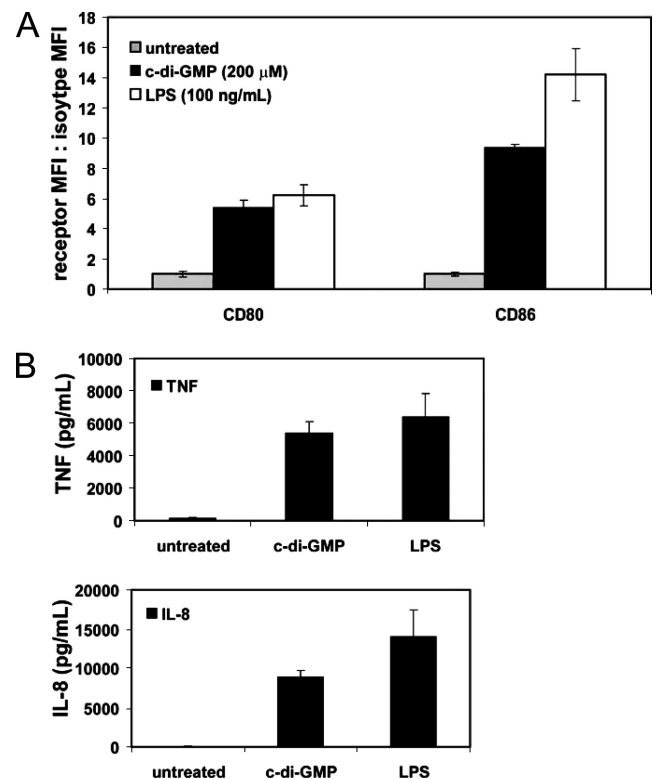 A
receptor MFI : isoytpe MFI
18
16
14
12
10
8
6
4
2
0
untreated
c-di-GMP (200 µM)
LPS (100 ng/mL)
CD80 CD86
B
TNF (pg/mL)
10000
8000
6000
4000
2000
0
TNF
untreated c-di-GMP LPS
IL-8 (pg/mL)
20000
15000
10000
5000
0
IL-8
untreated c-di-GMP LPS